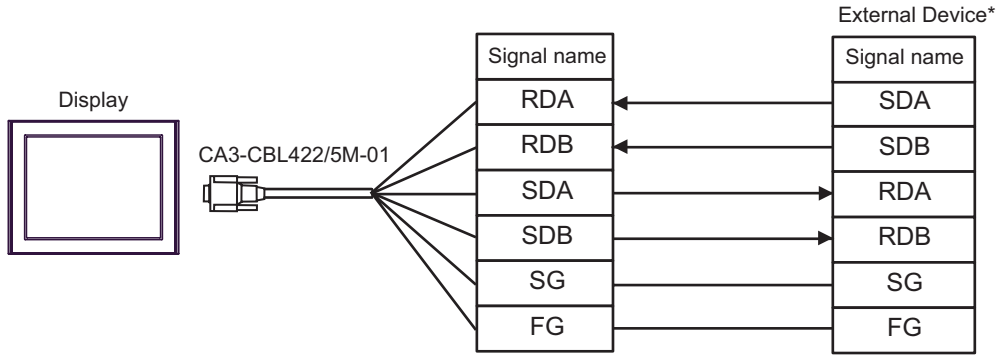 External Device*
Signal name Signal name
Display
RDA SDA
RDB SDB
CA3-CBL422/5M-01
SDA RDA
SDB RDB
SG SG
FG FG